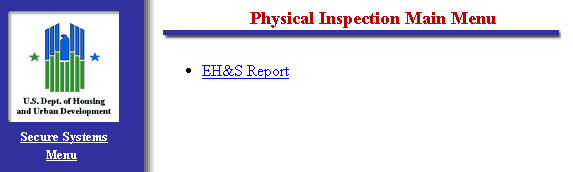 Physical Inspection Main Menu
EH&S Report
U.S. Dept. of Housing
and Urban Development
Secure Systems
Menu